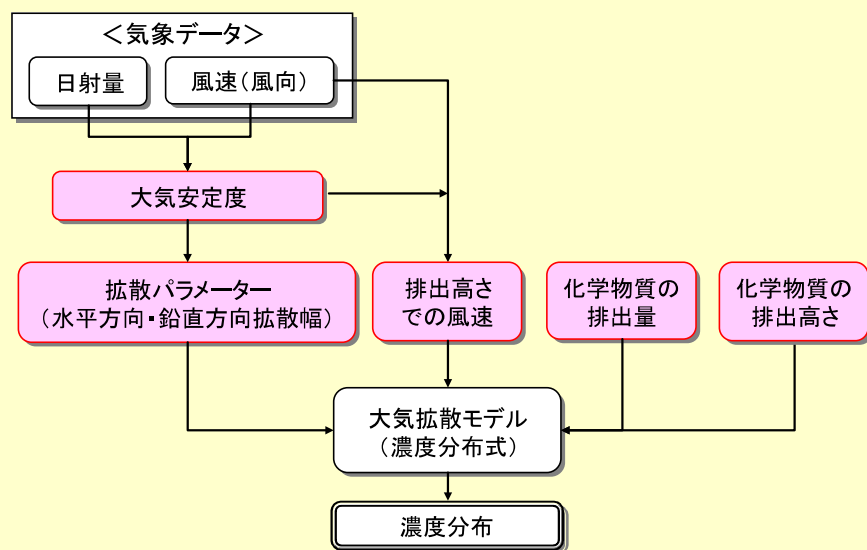 ＜気象データ＞
日射量
風速（風向）
大気安定度
拡散パラメーター
（水平方向・鉛直方向拡散幅）
排出高さ
での風速
化学物質の
排出量
化学物質の
排出高さ
大気拡散モデル
（濃度分布式）
濃度分布